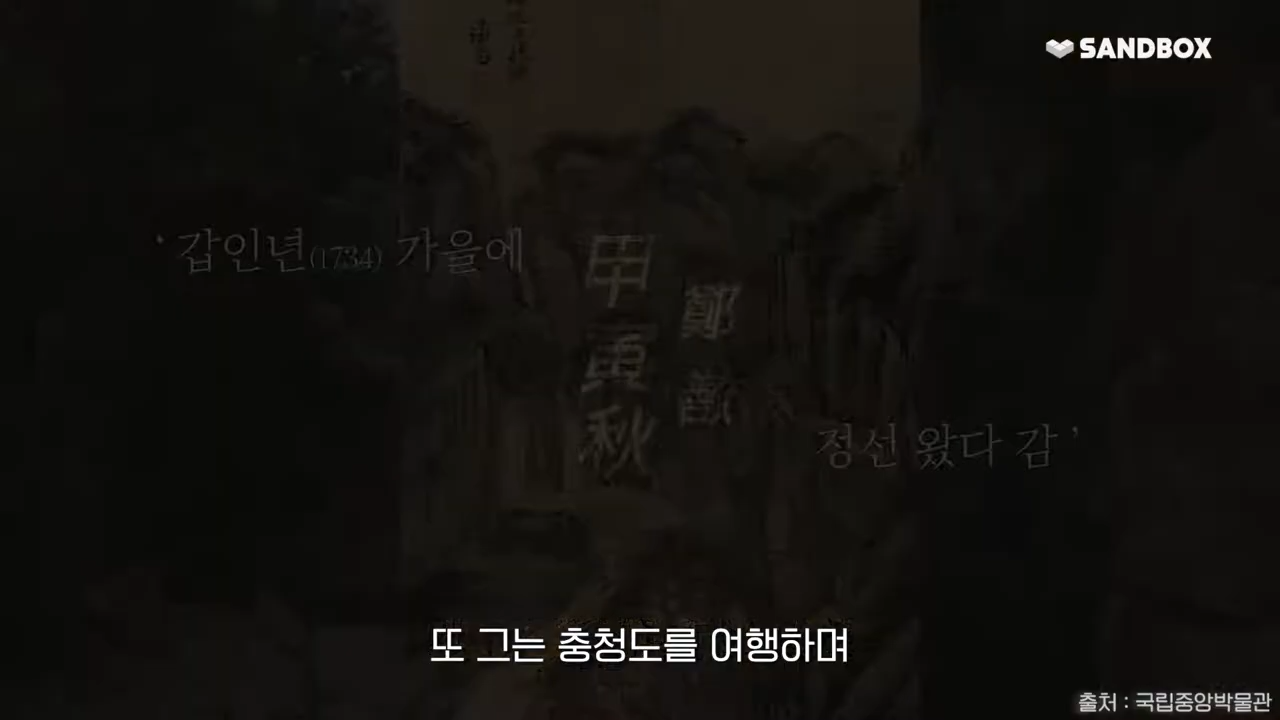 SANDBOX
‘갑인년(1734) 가을에
甲寅秋
鄭敾
정선 왔다 감’
또 그는 충청도를 여행하며
출처 : 국립중앙박물관